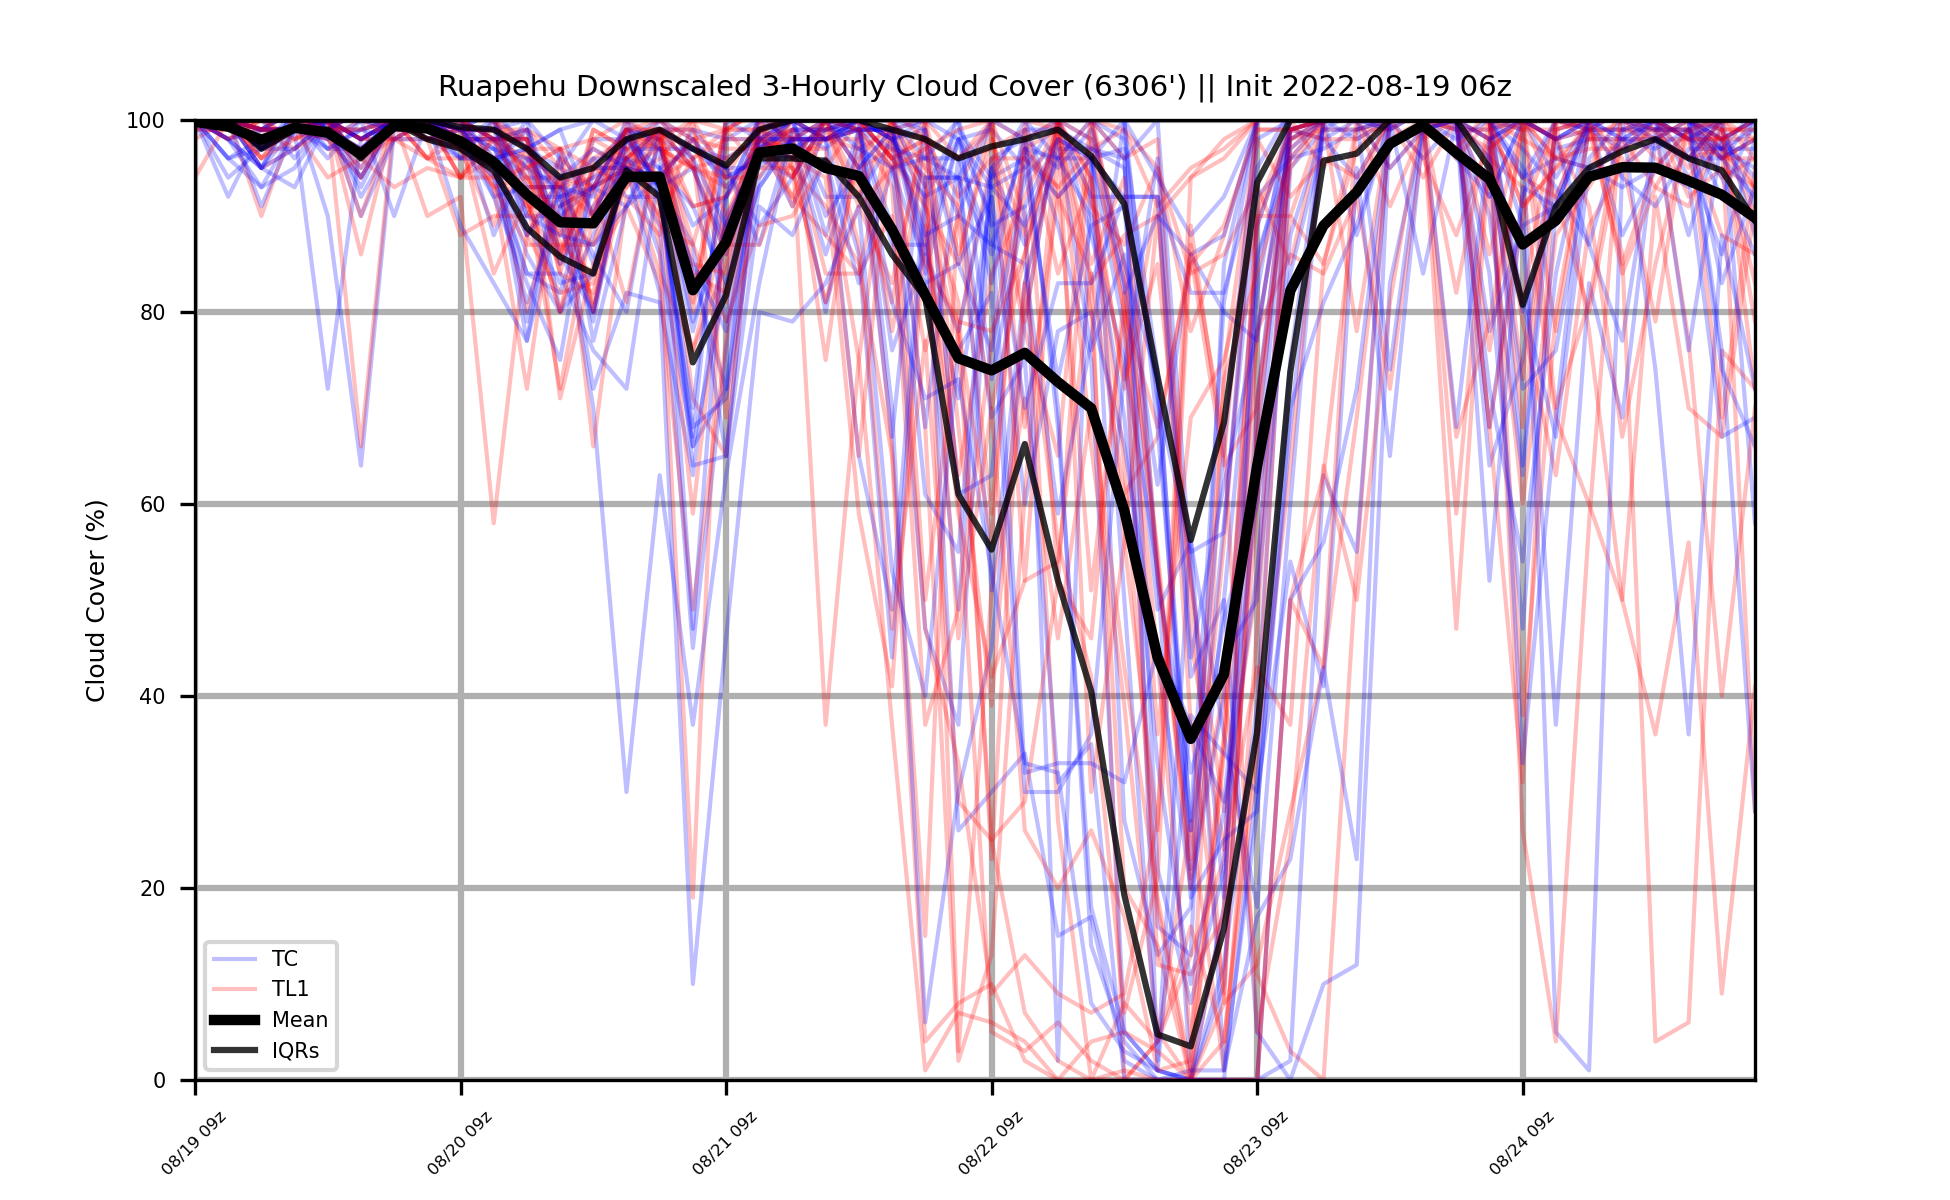 Ruapehu Downscaled 3-Hourly Cloud Cover (6306') || Init 2022-08-19 06z
Cloud Cover (%)
100
80
60
40
20
0
TC
TL1
Mean
IQRs
08/19 09z
08/20 09z
08/21 09z
08/22 09z
08/23 09z
08/24 09z